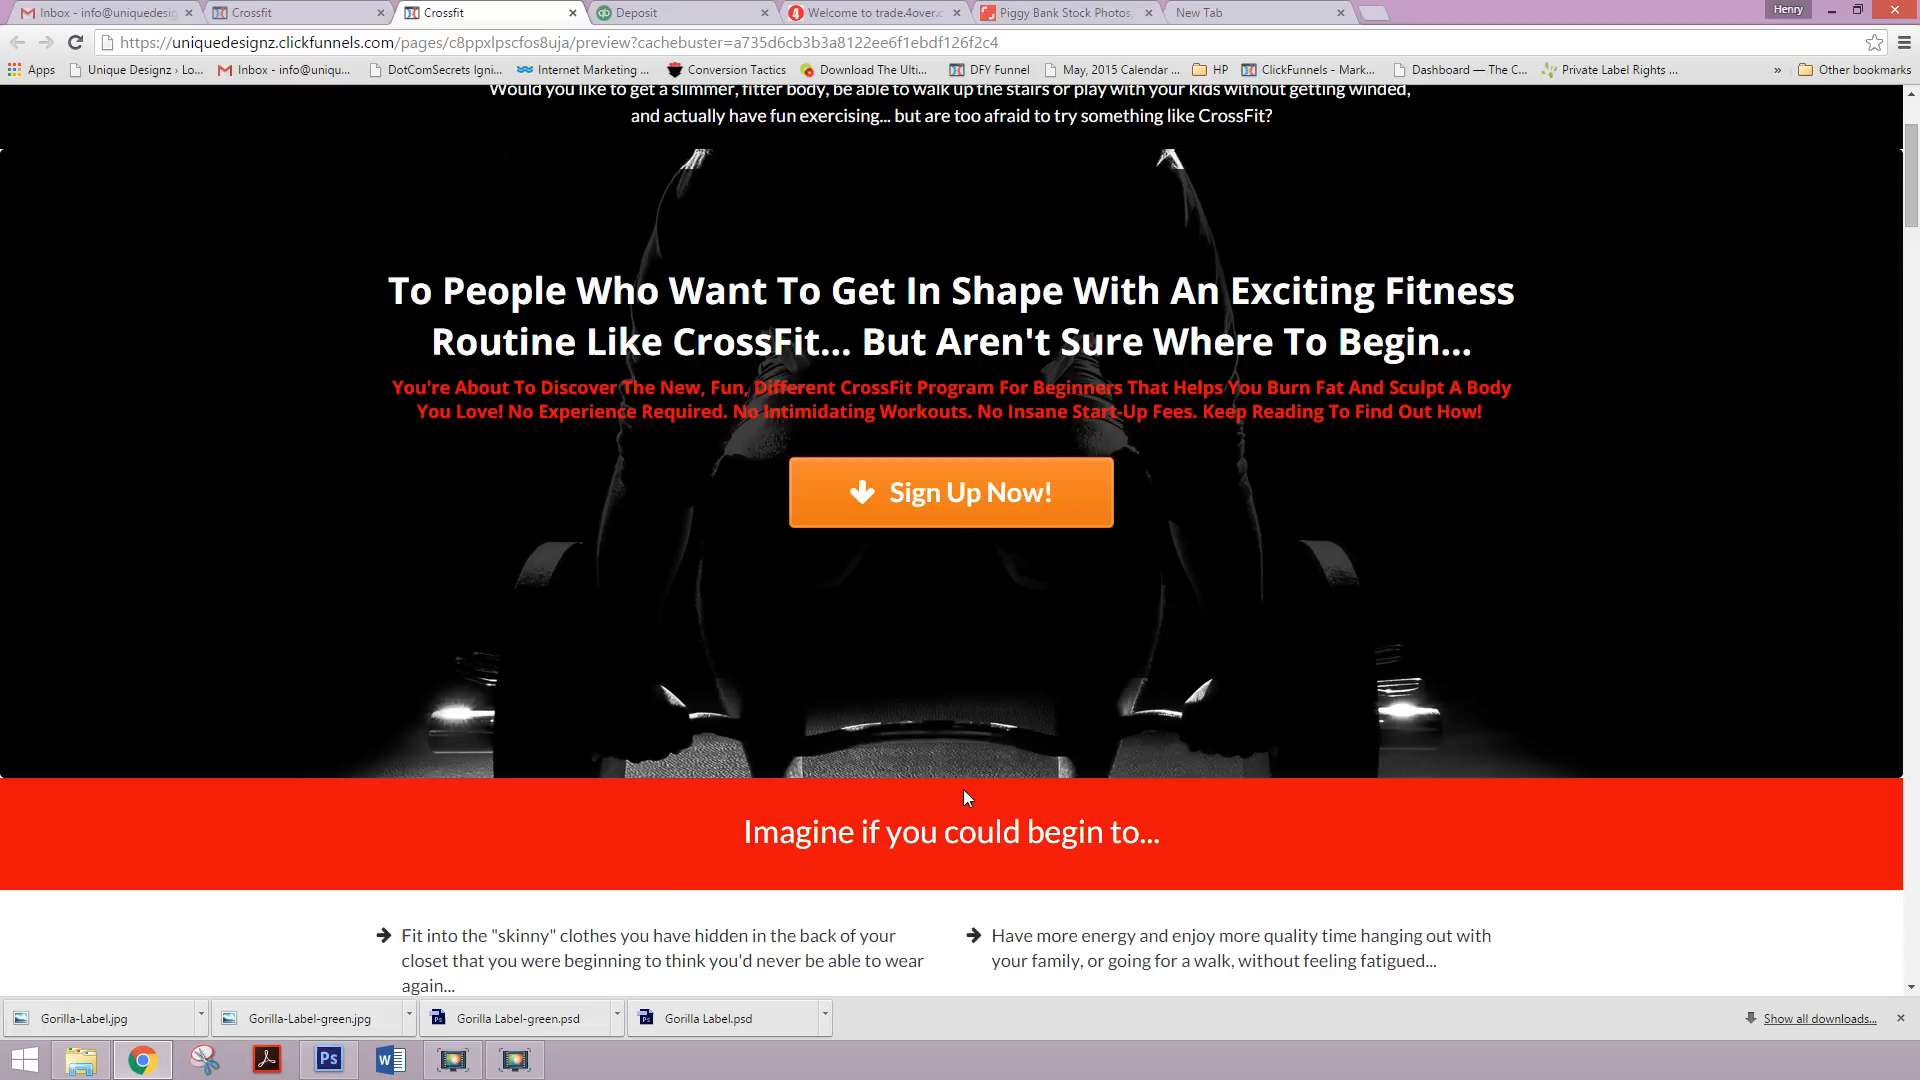 Inbox - info@uniquedesig
Crossfit
Crossfit
Deposit
Welcome to trade.4over.c
Piggy Bank Stock Photos,
New Tab
Henry
https://uniquedesignz.clickfunnels.com/pages/c8ppxlpscfos8uja/preview?cachebuster=a735d6cb3b3a8122ee6f1ebdf126f2c4
Apps
Unique Designz › Lo...
Inbox - info@uniqu...
DotComSecrets Igni...
Internet Marketing ...
Conversion Tactics
Download The Ulti...
DFY Funnel
May, 2015 Calendar ...
HP
ClickFunnels - Mark...
Dashboard — The C...
Private Label Rights ...
»
Other bookmarks
Would you like to get a slimmer, fitter body, be able to walk up the stairs or play with your kids without getting winded,
and actually have fun exercising... but are too afraid to try something like CrossFit?
To People Who Want To Get In Shape With An Exciting Fitness
Routine Like CrossFit... But Aren't Sure Where To Begin...
You're About To Discover The New, Fun, Different CrossFit Program For Beginners That Helps You Burn Fat And Sculpt A Body
You Love! No Experience Required. No Intimidating Workouts. No Insane Start-Up Fees. Keep Reading To Find Out How!
Sign Up Now!
Imagine if you could begin to...
Fit into the "skinny" clothes you have hidden in the back of your
closet that you were beginning to think you'd never be able to wear
again...
Have more energy and enjoy more quality time hanging out with
your family, or going for a walk, without feeling fatigued...
Gorilla-Label.jpg
Gorilla-Label-green.jpg
Gorilla Label-green.psd
Gorilla Label.psd
Show all downloads...